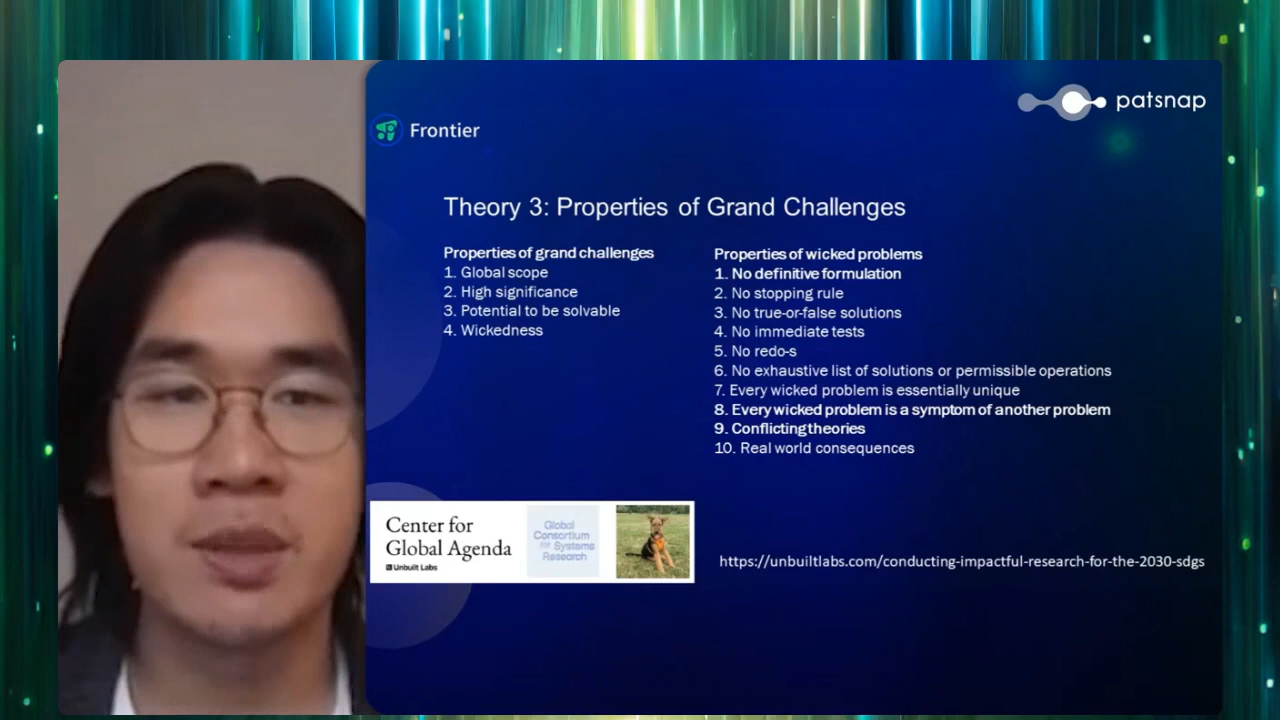 patsnap
Frontier
Theory 3: Properties of Grand Challenges
Properties of grand challenges
1. Global scope
2. High significance
3. Potential to be solvable
4. Wickedness
Properties of wicked problems
1. No definitive formulation
2. No stopping rule
3. No true-or-false solutions
4. No immediate tests
5. No redo-s
6. No exhaustive list of solutions or permissible operations
7. Every wicked problem is essentially unique
8. Every wicked problem is a symptom of another problem
9. Conflicting theories
10. Real world consequences
Center for
Global Agenda
Unbuilt Labs
Global
Consortium
for Systems
Research
https://unbuiltlabs.com/conducting-impactful-research-for-the-2030-sdgs